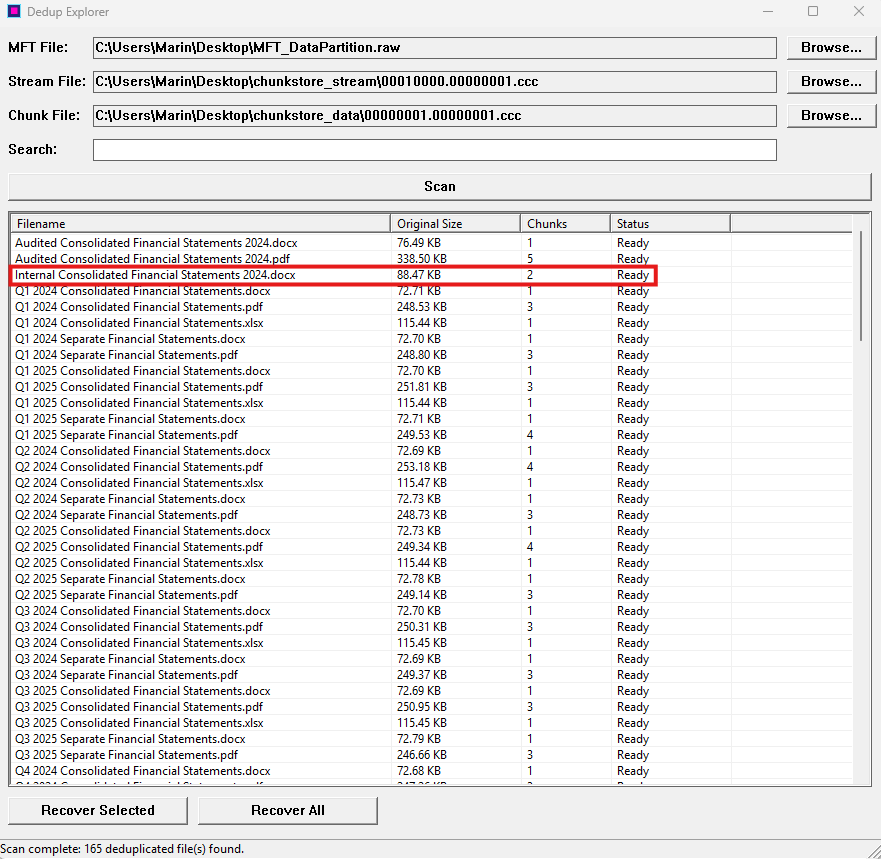 Dedup Explorer
MFT File: C:\Users\Marin\Desktop\MFT_DataPartition.raw Browse...
Stream File: C:\Users\Marin\Desktop\chunkstore_stream\00010000.00000001.ccc Browse...
Chunk File: C:\Users\Marin\Desktop\chunkstore_data\00000001.00000001.ccc Browse...
Search:
Scan
Filename Original Size Chunks Status
Audited Consolidated Financial Statements 2024.docx 76.49 KB 1 Ready
Audited Consolidated Financial Statements 2024.pdf 338.50 KB 5 Ready
Internal Consolidated Financial Statements 2024.docx 88.47 KB 2 Ready
Q1 2024 Consolidated Financial Statements.docx 72.71 KB 1 Ready
Q1 2024 Consolidated Financial Statements.pdf 248.53 KB 3 Ready
Q1 2024 Consolidated Financial Statements.xlsx 115.44 KB 1 Ready
Q1 2024 Separate Financial Statements.docx 72.70 KB 1 Ready
Q1 2024 Separate Financial Statements.pdf 248.80 KB 3 Ready
Q1 2025 Consolidated Financial Statements.docx 72.70 KB 1 Ready
Q1 2025 Consolidated Financial Statements.pdf 251.81 KB 3 Ready
Q1 2025 Consolidated Financial Statements.xlsx 115.44 KB 1 Ready
Q1 2025 Separate Financial Statements.docx 72.71 KB 1 Ready
Q1 2025 Separate Financial Statements.pdf 249.53 KB 4 Ready
Q2 2024 Consolidated Financial Statements.docx 72.69 KB 1 Ready
Q2 2024 Consolidated Financial Statements.pdf 253.18 KB 4 Ready
Q2 2024 Consolidated Financial Statements.xlsx 115.47 KB 1 Ready
Q2 2024 Separate Financial Statements.docx 72.73 KB 1 Ready
Q2 2024 Separate Financial Statements.pdf 248.73 KB 3 Ready
Q2 2025 Consolidated Financial Statements.docx 72.73 KB 1 Ready
Q2 2025 Consolidated Financial Statements.pdf 249.34 KB 4 Ready
Q2 2025 Consolidated Financial Statements.xlsx 115.44 KB 1 Ready
Q2 2025 Separate Financial Statements.docx 72.78 KB 1 Ready
Q2 2025 Separate Financial Statements.pdf 249.14 KB 3 Ready
Q3 2024 Consolidated Financial Statements.docx 72.70 KB 1 Ready
Q3 2024 Consolidated Financial Statements.pdf 250.31 KB 3 Ready
Q3 2024 Consolidated Financial Statements.xlsx 115.45 KB 1 Ready
Q3 2024 Separate Financial Statements.docx 72.69 KB 1 Ready
Q3 2024 Separate Financial Statements.pdf 249.37 KB 3 Ready
Q3 2025 Consolidated Financial Statements.docx 72.69 KB 1 Ready
Q3 2025 Consolidated Financial Statements.pdf 250.95 KB 3 Ready
Q3 2025 Consolidated Financial Statements.xlsx 115.45 KB 1 Ready
Q3 2025 Separate Financial Statements.docx 72.79 KB 1 Ready
Q3 2025 Separate Financial Statements.pdf 246.66 KB 3 Ready
Q4 2024 Consolidated Financial Statements.docx 72.68 KB 1 Ready
Recover Selected Recover All
Scan complete: 165 deduplicated file(s) found.